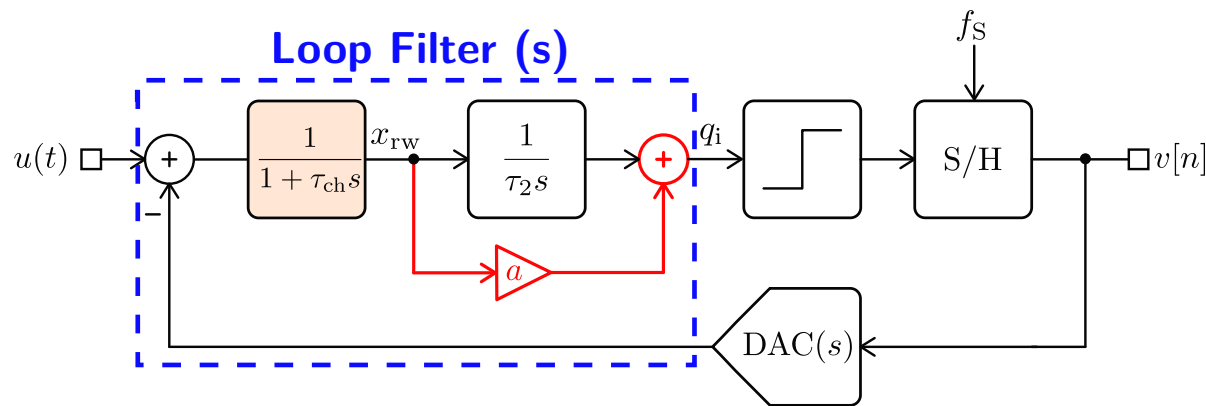 Loop Filter (s)
f_S
u(t)
+
−
1
1 + τ_ch s
x_rw
1
τ_2 s
+
q_i
S/H
v[n]
a
DAC(s)